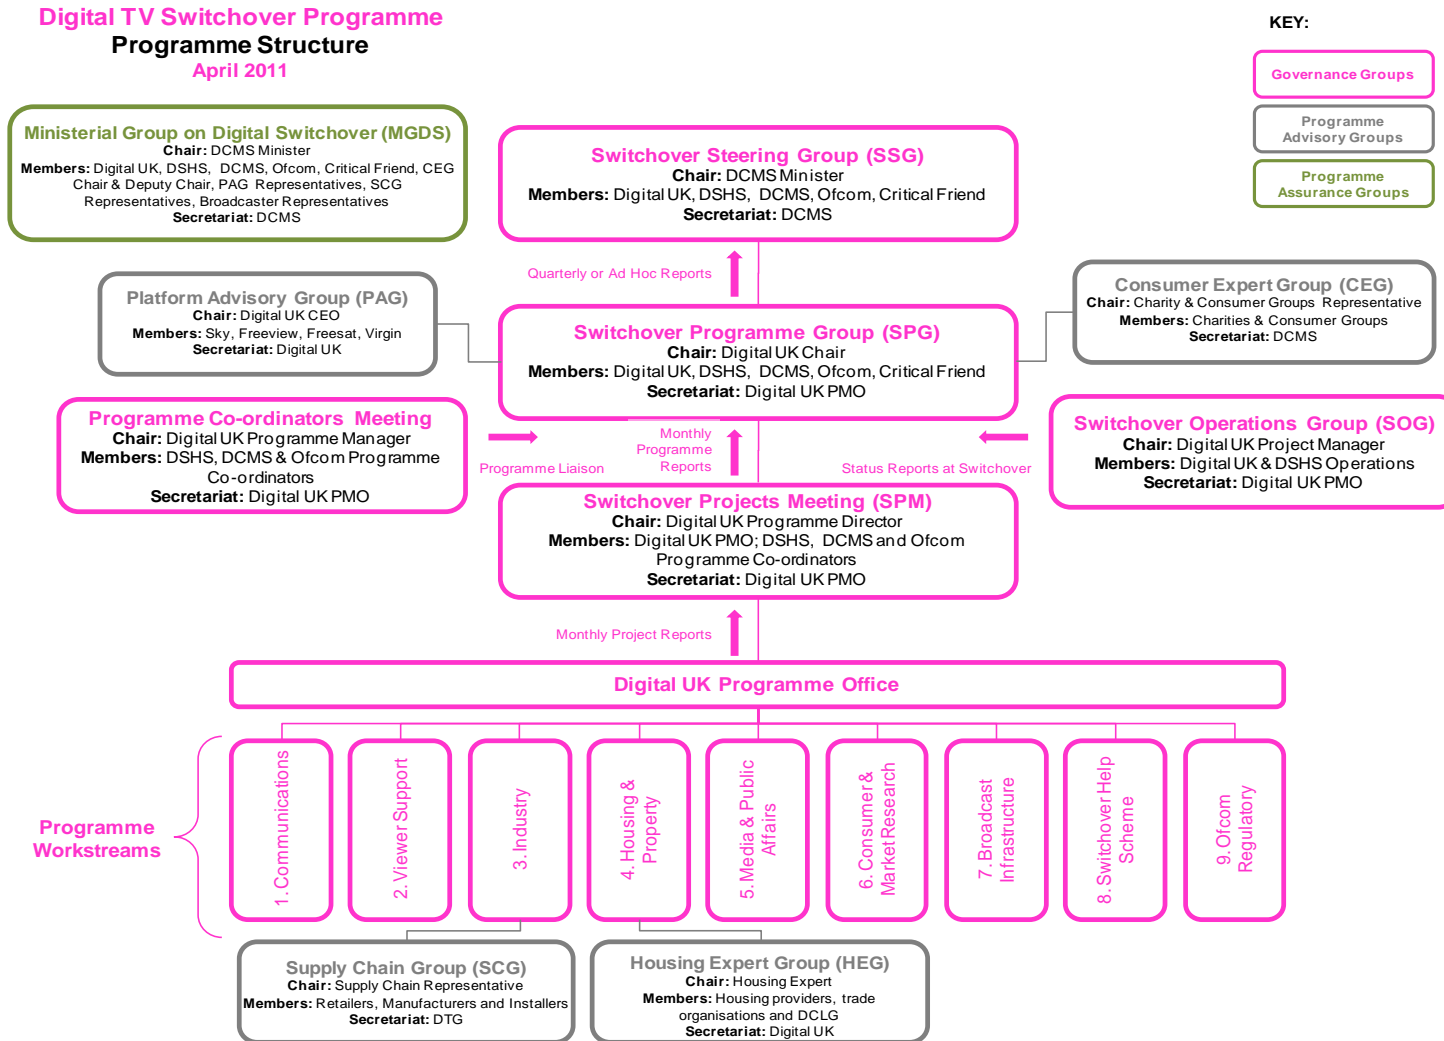 Digital TV Switchover Programme
Programme Structure
April 2011
KEY:
Governance Groups
Programme
Advisory Groups
Programme
Assurance Groups
Ministerial Group on Digital Switchover (MGDS)
Chair: DCMS Minister
Members: Digital UK, DSHS, DCMS, Ofcom, Critical Friend, CEG
Chair & Deputy Chair, PAG Representatives, SCG
Representatives, Broadcaster Representatives
Secretariat: DCMS
Switchover Steering Group (SSG)
Chair: DCMS Minister
Members: Digital UK, DSHS, DCMS, Ofcom, Critical Friend
Secretariat: DCMS
Quarterly or Ad Hoc Reports
Platform Advisory Group (PAG)
Chair: Digital UK CEO
Members: Sky, Freeview, Freesat, Virgin
Secretariat: Digital UK
Switchover Programme Group (SPG)
Chair: Digital UK Chair
Members: Digital UK, DSHS, DCMS, Ofcom, Critical Friend
Secretariat: Digital UK PMO
Consumer Expert Group (CEG)
Chair: Charity & Consumer Groups Representative
Members: Charities & Consumer Groups
Secretariat: DCMS
Programme Co-ordinators Meeting
Chair: Digital UK Programme Manager
Members: DSHS, DCMS & Ofcom Programme
Co-ordinators
Secretariat: Digital UK PMO
Programme Liaison
Monthly
Programme
Reports
Status Reports at Switchover
Switchover Operations Group (SOG)
Chair: Digital UK Project Manager
Members: Digital UK & DSHS Operations
Secretariat: Digital UK PMO
Switchover Projects Meeting (SPM)
Chair: Digital UK Programme Director
Members: Digital UK PMO; DSHS, DCMS and Ofcom
Programme Co-ordinators
Secretariat: Digital UK PMO
Monthly Project Reports
Digital UK Programme Office
Programme
Workstreams
1. Communications
2. Viewer Support
3. Industry
4. Housing &
Property
5. Media & Public
Affairs
6. Consumer &
Market Research
7. Broadcast
Infrastructure
8. Switchover Help
Scheme
9. Ofcom
Regulatory
Supply Chain Group (SCG)
Chair: Supply Chain Representative
Members: Retailers, Manufacturers and Installers
Secretariat: DTG
Housing Expert Group (HEG)
Chair: Housing Expert
Members: Housing providers, trade
organisations and DCLG
Secretariat: Digital UK